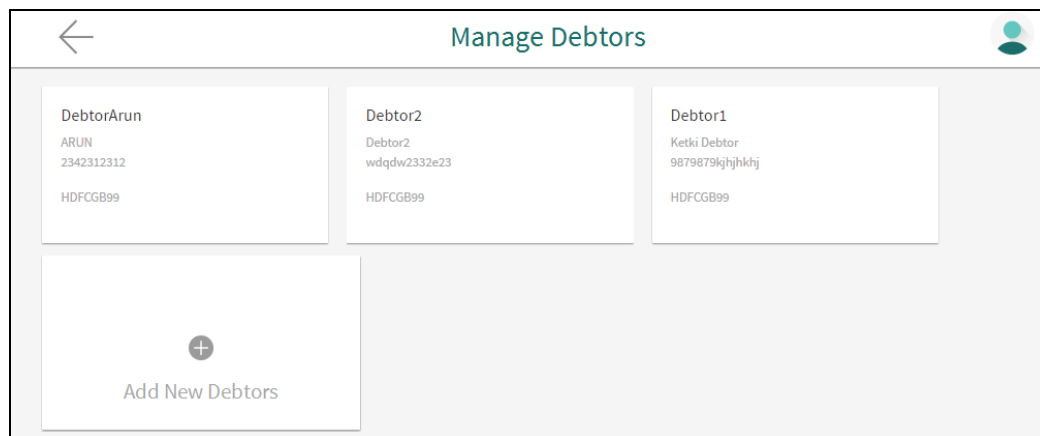 Manage Debtors
DebtorArun
ARUN
2342312312
HDFCGB99
Debtor2
Debtor2
wdqdw2332e23
HDFCGB99
Debtor1
Ketki Debtor
9879879kjhjhkhj
HDFCGB99
Add New Debtors